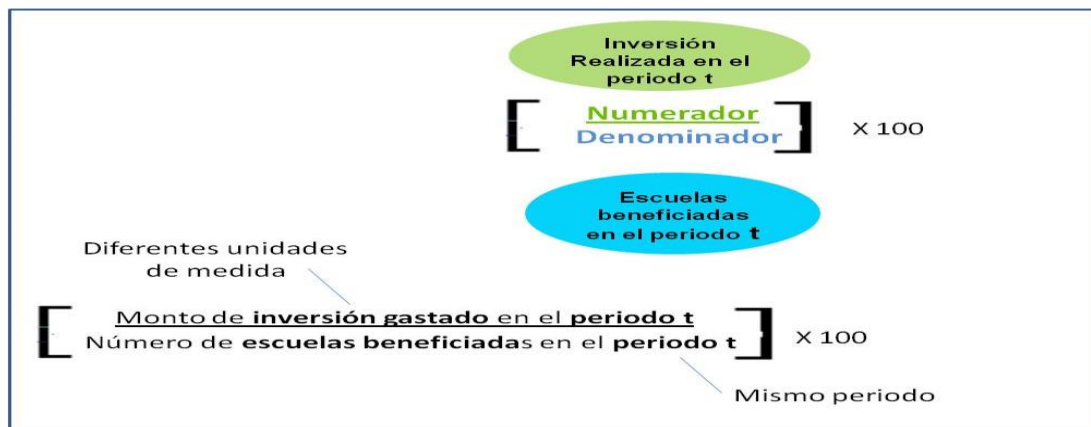 Inversión
Realizada en el
periodo t
Numerador
Denominador
X 100
Escuelas
beneficiadas
en el periodo t
Diferentes unidades
de medida
Monto de inversión gastado en el periodo t
Número de escuelas beneficiadas en el periodo t
X 100
Mismo periodo